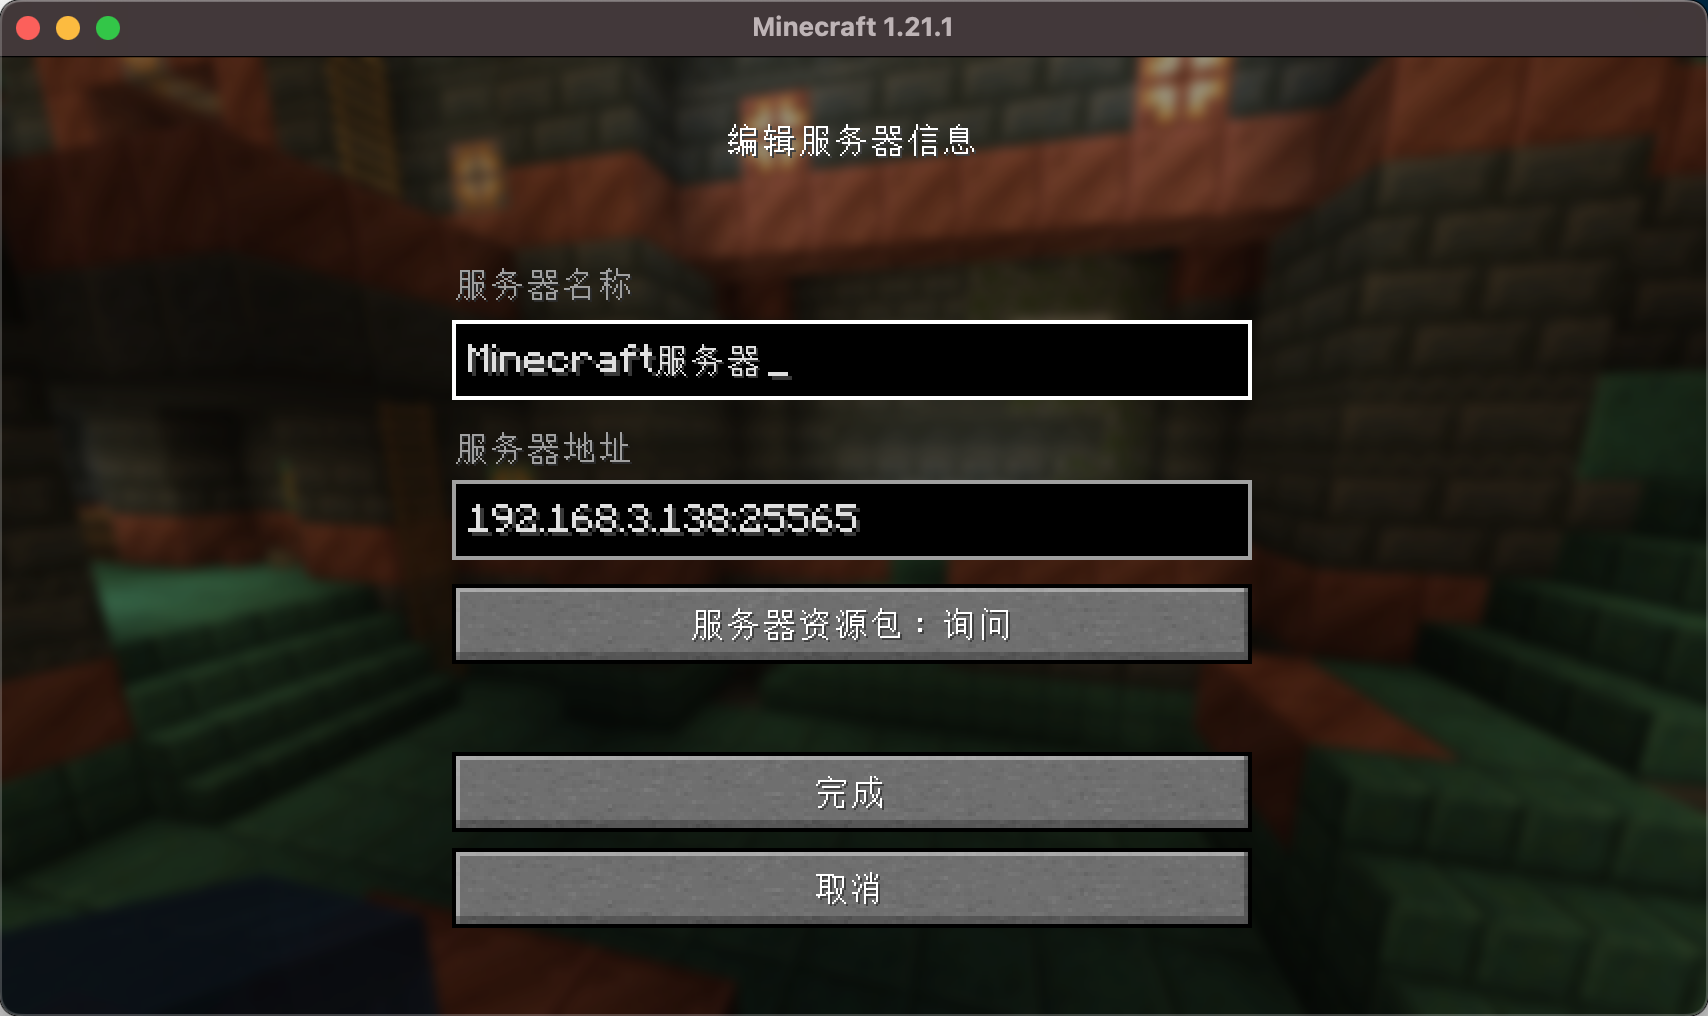 Minecraft 1.21.1
编辑服务器信息
服务器名称
Minecraft服务器_
服务器地址
192.168.3.138:25565
服务器资源包：询问
完成
取消